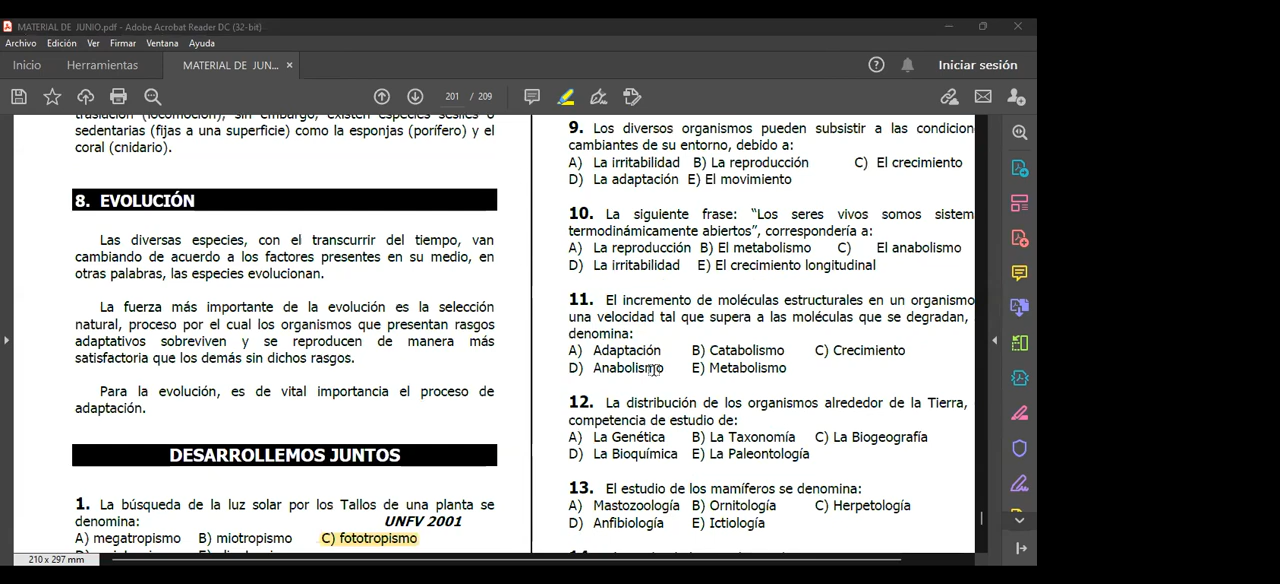 MATERIAL DE JUNIO.pdf - Adobe Acrobat Reader DC (32-bit)
Archivo Edición Ver Firmar Ventana Ayuda
Inicio Herramientas MATERIAL DE JUN... × Iniciar sesión
201 / 209
traslación (locomoción), sin embargo, existen especies sésiles o
sedentarias (fijas a una superficie) como la esponjas (porífero) y el
coral (cnidario).
8. EVOLUCIÓN
Las diversas especies, con el transcurrir del tiempo, van
cambiando de acuerdo a los factores presentes en su medio, en
otras palabras, las especies evolucionan.
La fuerza más importante de la evolución es la selección
natural, proceso por el cual los organismos que presentan rasgos
adaptativos sobreviven y se reproducen de manera más
satisfactoria que los demás sin dichos rasgos.
Para la evolución, es de vital importancia el proceso de
adaptación.
DESARROLLEMOS JUNTOS
1. La búsqueda de la luz solar por los Tallos de una planta se
denomina: UNFV 2001
A) megatropismo B) miotropismo C) fototropismo
9. Los diversos organismos pueden subsistir a las condicion
cambiantes de su entorno, debido a:
A) La irritabilidad B) La reproducción C) El crecimiento
D) La adaptación E) El movimiento
10. La siguiente frase: “Los seres vivos somos sistem
termodinámicamente abiertos”, correspondería a:
A) La reproducción B) El metabolismo C) El anabolismo
D) La irritabilidad E) El crecimiento longitudinal
11. El incremento de moléculas estructurales en un organismo
una velocidad tal que supera a las moléculas que se degradan,
denomina:
A) Adaptación B) Catabolismo C) Crecimiento
D) Anabolismo E) Metabolismo
12. La distribución de los organismos alrededor de la Tierra,
competencia de estudio de:
A) La Genética B) La Taxonomía C) La Biogeografía
D) La Bioquímica E) La Paleontología
13. El estudio de los mamíferos se denomina:
A) Mastozoología B) Ornitología C) Herpetología
D) Anfibiología E) Ictiología
210 x 297 mm